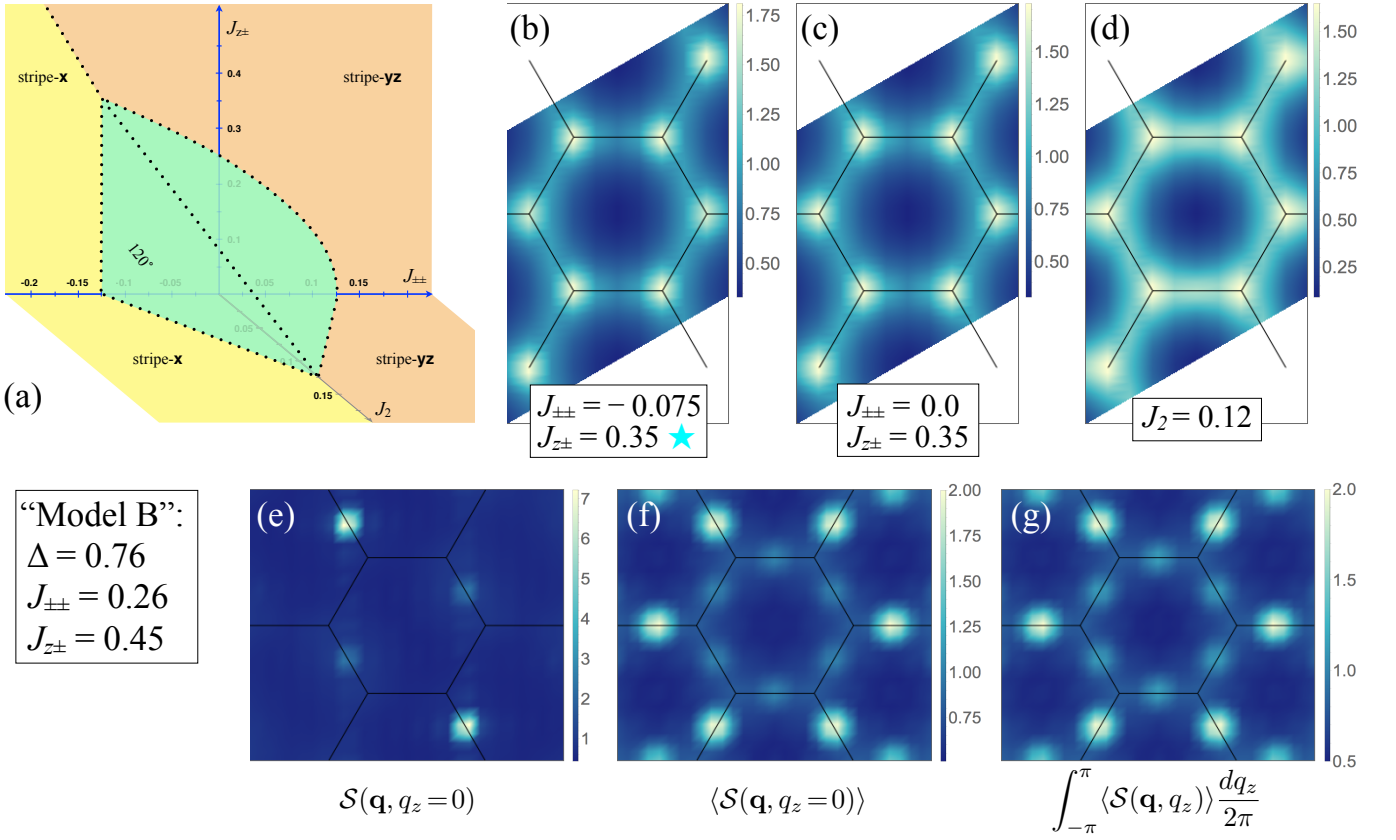 (a)
J_{z±}
0.4
0.3
0.2
0.1
stripe-x
stripe-yz
120°
-0.2
-0.15
-0.1
-0.05
0.05
0.15
J_{±±}
0.05
0.15
J_2
stripe-x
stripe-yz
(b)
1.75
1.50
1.25
1.00
0.75
0.50
J_{±±} = − 0.075
J_{z±} = 0.35 ★
(c)
1.50
1.25
1.00
0.75
0.50
J_{±±} = 0.0
J_{z±} = 0.35
(d)
1.50
1.25
1.00
0.75
0.50
0.25
J_2 = 0.12
“Model B”:
Δ = 0.76
J_{±±} = 0.26
J_{z±} = 0.45
(e)
7
6
5
4
3
2
1
𝒮(q, q_z = 0)
(f)
2.00
1.75
1.50
1.25
1.00
0.75
⟨𝒮(q, q_z = 0)⟩
(g)
2.0
1.5
1.0
0.5
∫_{−π}^{π} ⟨𝒮(q, q_z)⟩ dq_z/2π